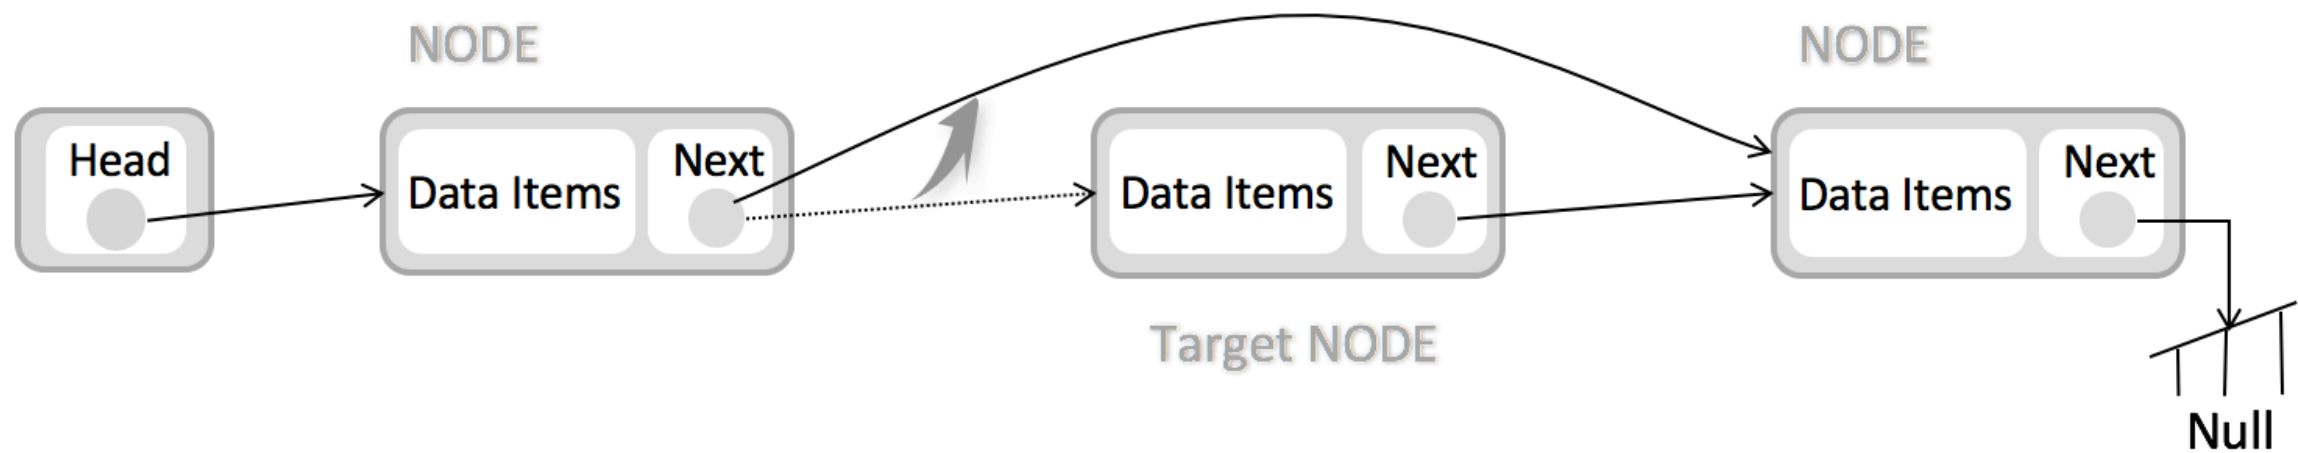 NODE
NODE
Head
Data Items
Next
Data Items
Next
Data Items
Next
Target NODE
Null